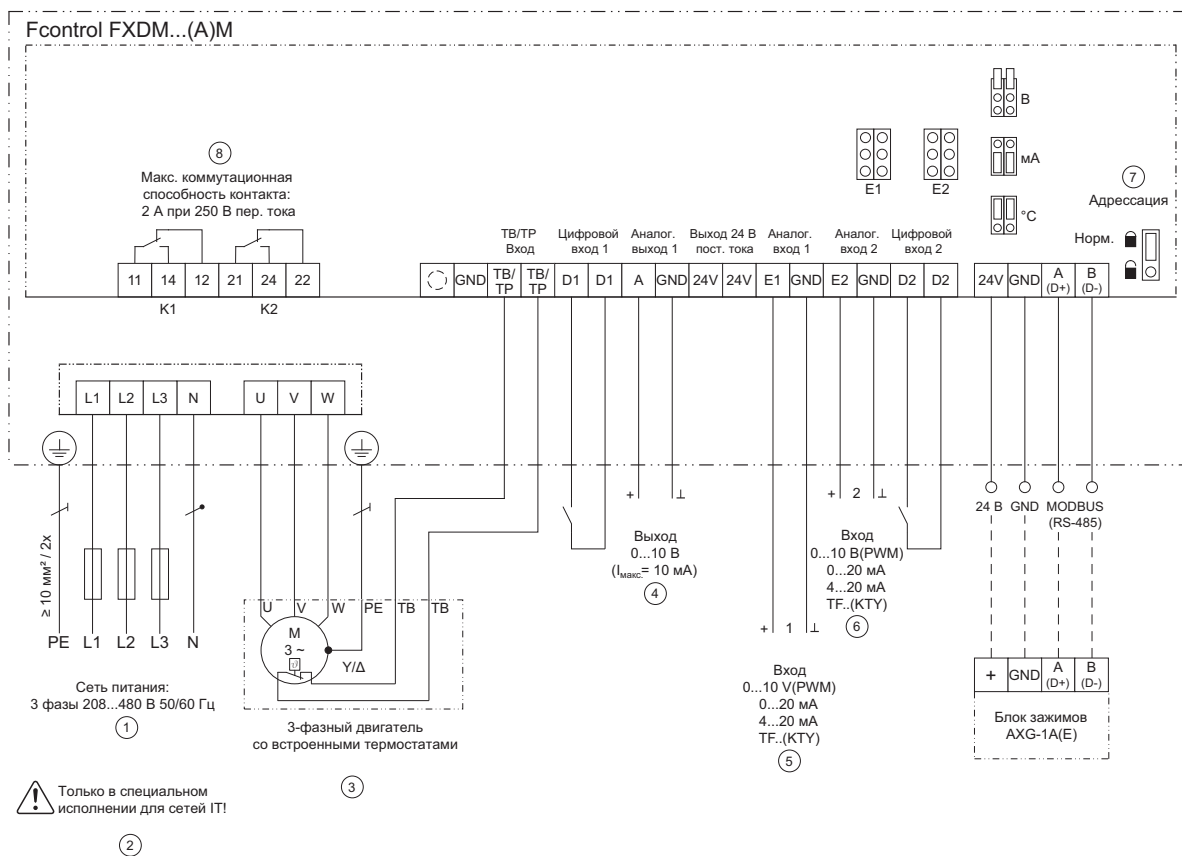 Fcontrol FXDM...(A)M
8
Макс. коммутационная
способность контакта:
2 А при 250 В пер. тока
11 14 12 21 24 22
K1 K2
В
мА
°C
E1 E2
7
Адрессация
Норм.
ТВ/ТР
Вход
Цифровой
вход 1
Аналог.
выход 1
Выход 24 В
пост. тока
Аналог.
вход 1
Аналог.
вход 2
Цифровой
вход 2
GND TB/TP TB/TP D1 D1 A GND 24V 24V E1 GND E2 GND D2 D2
24V GND A (D+) B (D-)
L1 L2 L3 N U V W
≥ 10 мм² / 2x
PE L1 L2 L3 N
Сеть питания:
3 фазы 208...480 В 50/60 Гц
1
Только в специальном
исполнении для сетей IT!
2
U V W PE TB TB
M
3 ~
ϑ
Y/Δ
3-фазный двигатель
со встроенными термостатами
3
+ ⊥
Выход
0...10 В
(Iмакс.= 10 мА)
4
+ 1 ⊥
Вход
0...10 V(PWM)
0...20 мА
4...20 мА
TF..(KTY)
5
+ 2 ⊥
Вход
0...10 В(PWM)
0...20 мА
4...20 мА
TF..(KTY)
6
24 В GND MODBUS
(RS-485)
+ GND A (D+) B (D-)
Блок зажимов
AXG-1A(E)